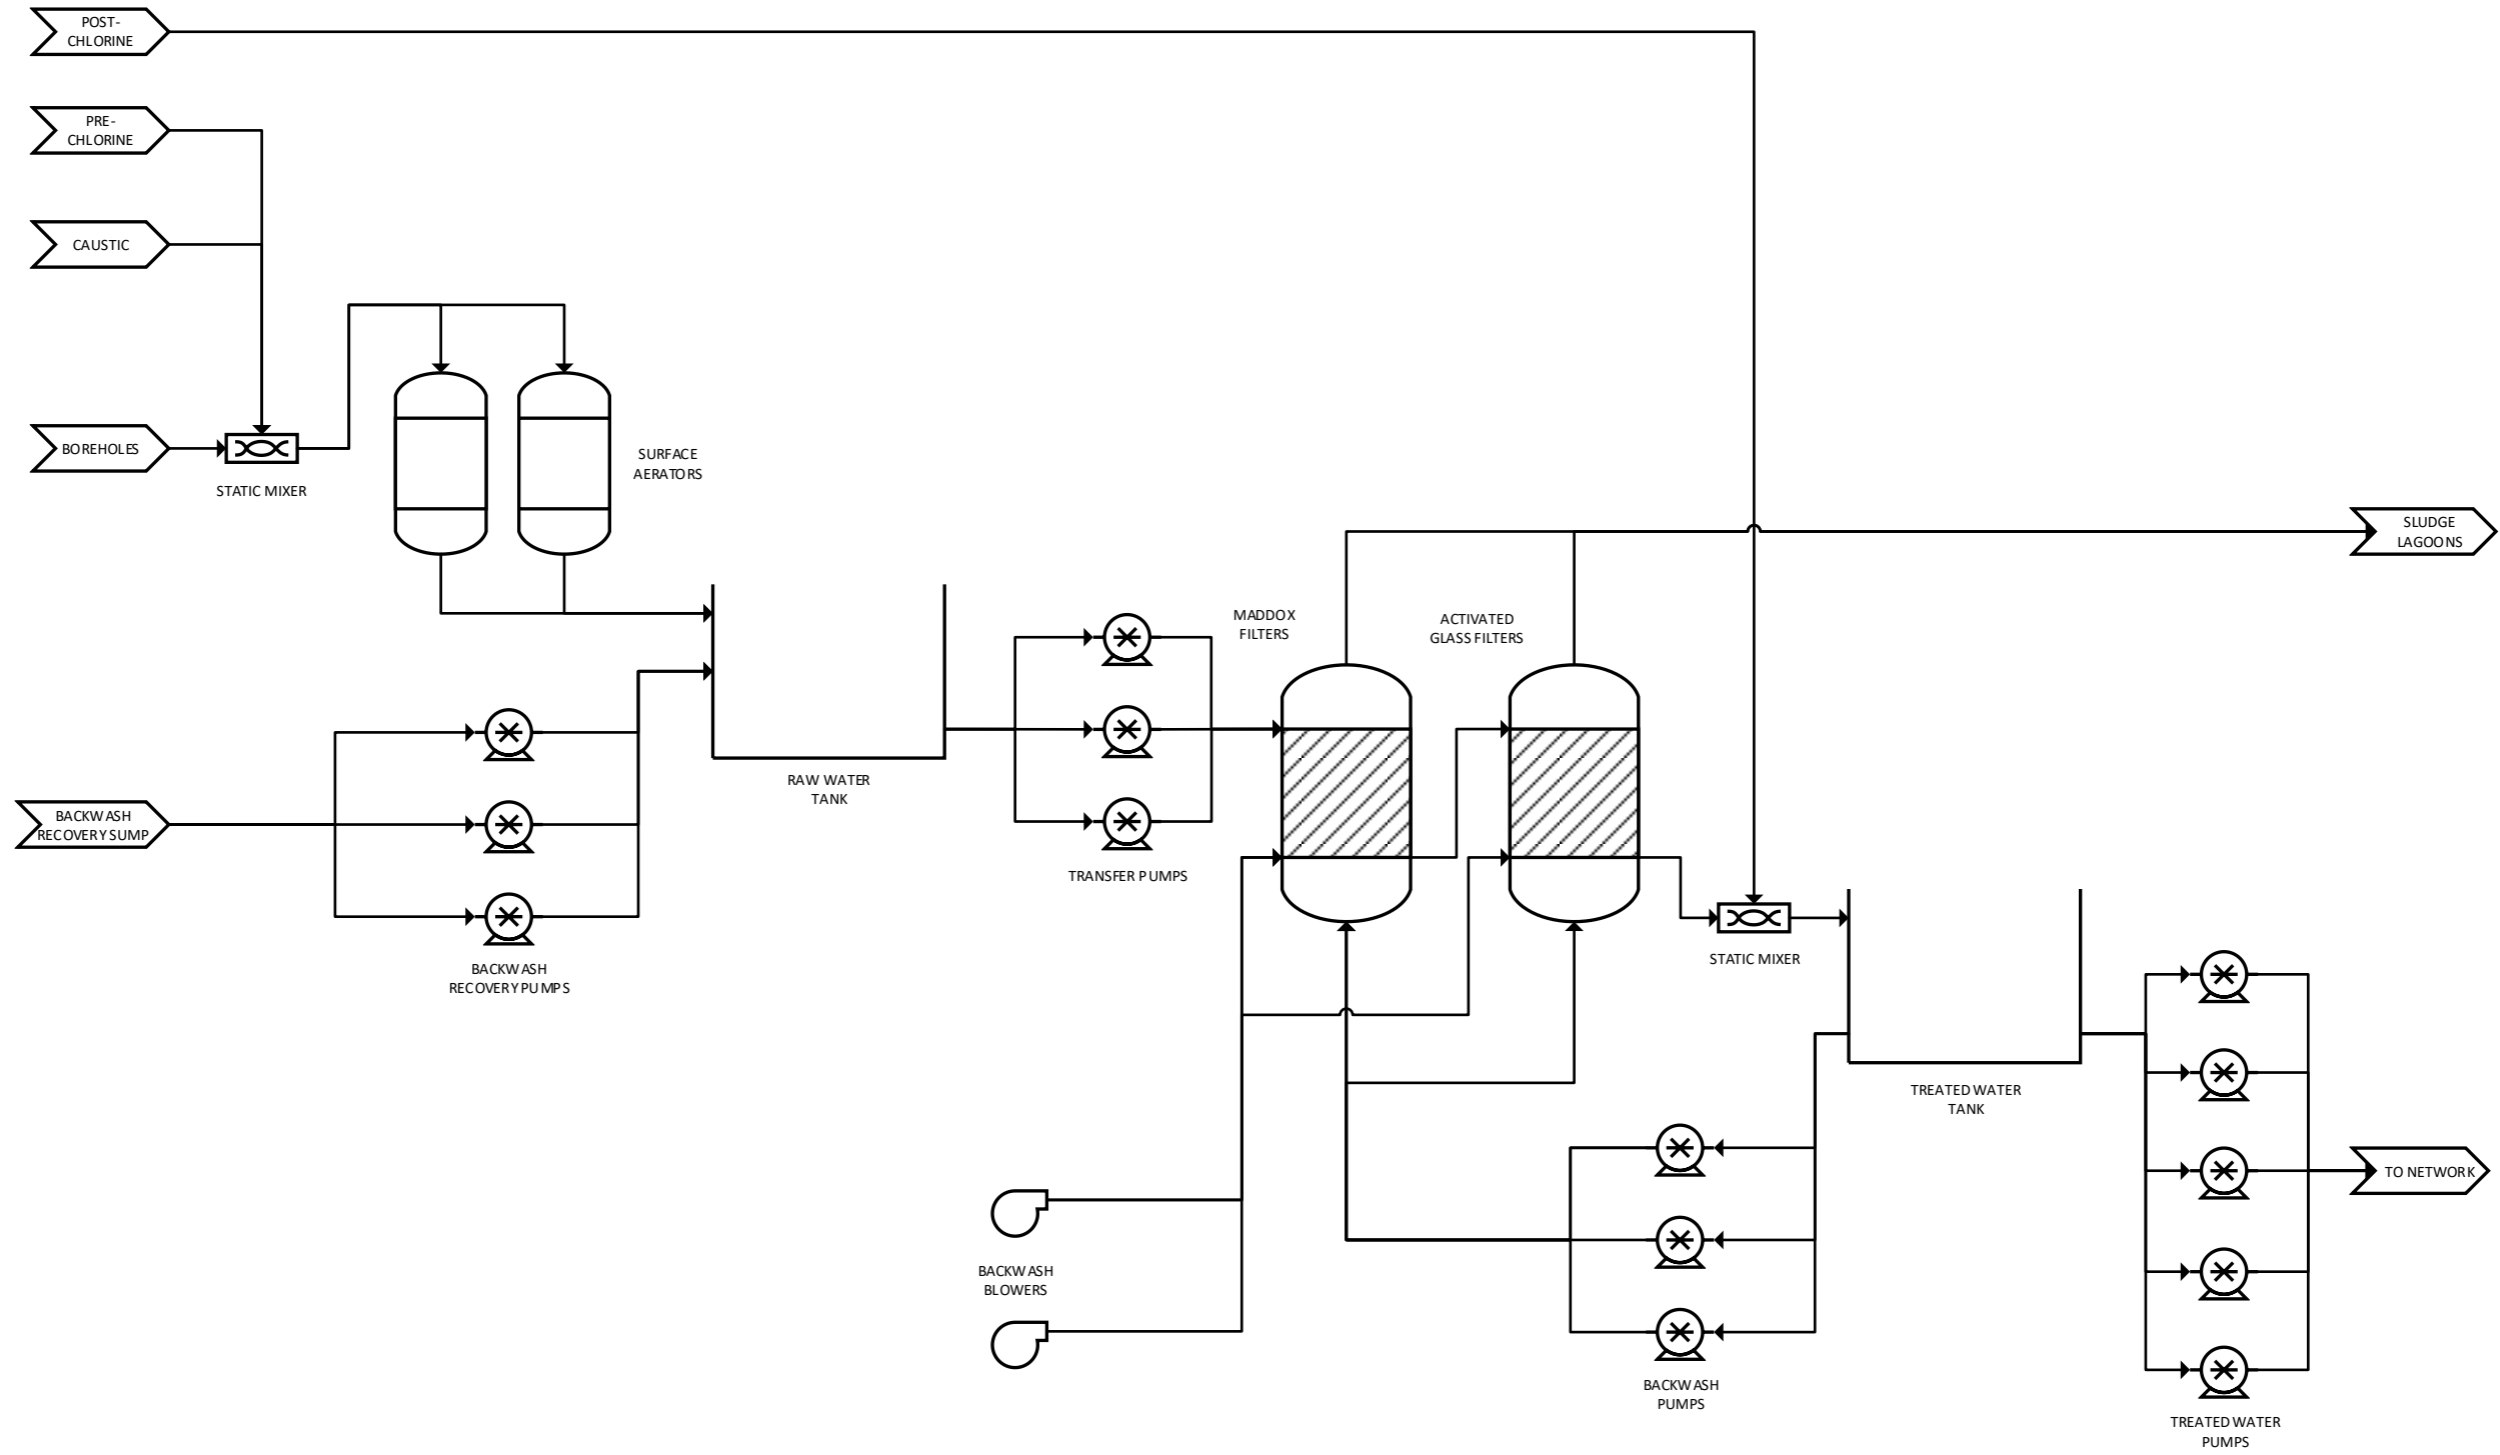 POST-
CHLORINE
PRE-
CHLORINE
CAUSTIC
BOREHOLES
STATIC MIXER
SURFACE
AERATORS
SLUDGE
LAGOONS
MADDOX
FILTERS
ACTIVATED
GLASS FILTERS
RAW WATER
TANK
BACKWASH
RECOVERY SUMP
TRANSFER PUMPS
BACKWASH
RECOVERY PUMPS
STATIC MIXER
TREATED WATER
TANK
TO NETWORK
BACKWASH
BLOWERS
BACKWASH
PUMPS
TREATED WATER
PUMPS